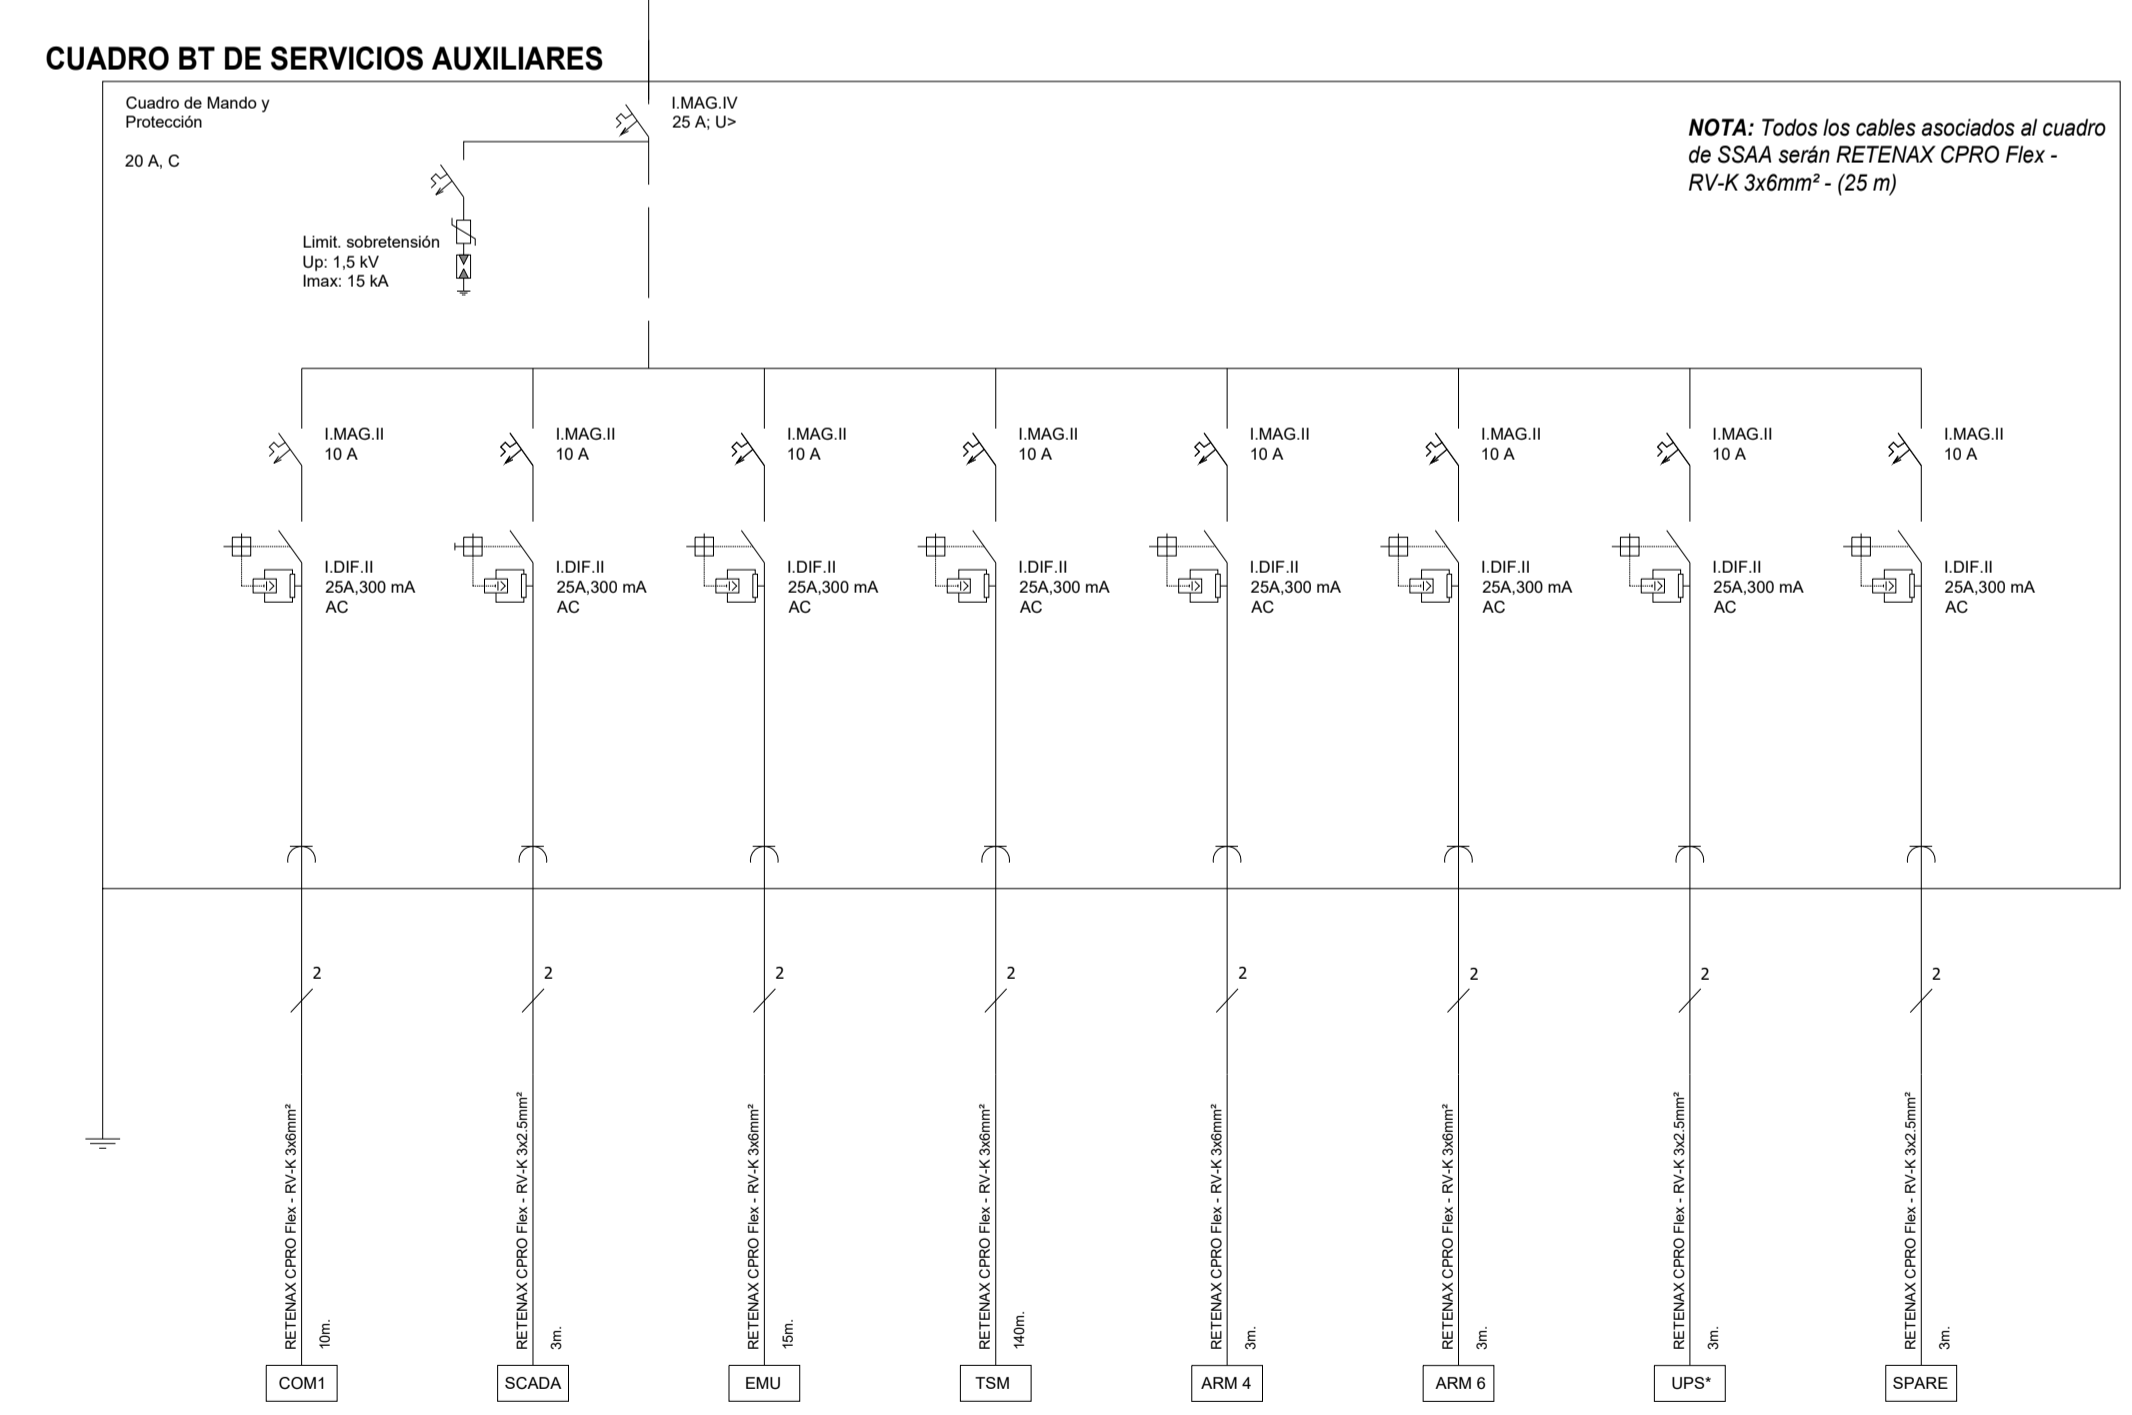 CUADRO BT DE SERVICIOS AUXILIARES
Cuadro de Mando y
Protección
20 A, C
I.MAG.IV
25 A; U>
NOTA: Todos los cables asociados al cuadro
de SSAA serán RETENAX CPRO Flex -
RV-K 3x6mm² - (25 m)
Limit. sobretensión
Up: 1,5 kV
Imax: 15 kA
I.MAG.II
10 A
I.MAG.II
10 A
I.MAG.II
10 A
I.MAG.II
10 A
I.MAG.II
10 A
I.MAG.II
10 A
I.MAG.II
10 A
I.MAG.II
10 A
I.DIF.II
25A,300 mA
AC
I.DIF.II
25A,300 mA
AC
I.DIF.II
25A,300 mA
AC
I.DIF.II
25A,300 mA
AC
I.DIF.II
25A,300 mA
AC
I.DIF.II
25A,300 mA
AC
I.DIF.II
25A,300 mA
AC
I.DIF.II
25A,300 mA
AC
2
2
2
2
2
2
2
2
RETENAX CPRO Flex - RV-K 3x6mm²
10m.
RETENAX CPRO Flex - RV-K 3x2.5mm²
3m.
RETENAX CPRO Flex - RV-K 3x6mm²
15m.
RETENAX CPRO Flex - RV-K 3x6mm²
140m.
RETENAX CPRO Flex - RV-K 3x6mm²
3m.
RETENAX CPRO Flex - RV-K 3x6mm²
3m.
RETENAX CPRO Flex - RV-K 3x2.5mm²
3m.
RETENAX CPRO Flex - RV-K 3x2.5mm²
3m.
COM1
SCADA
EMU
TSM
ARM 4
ARM 6
UPS*
SPARE